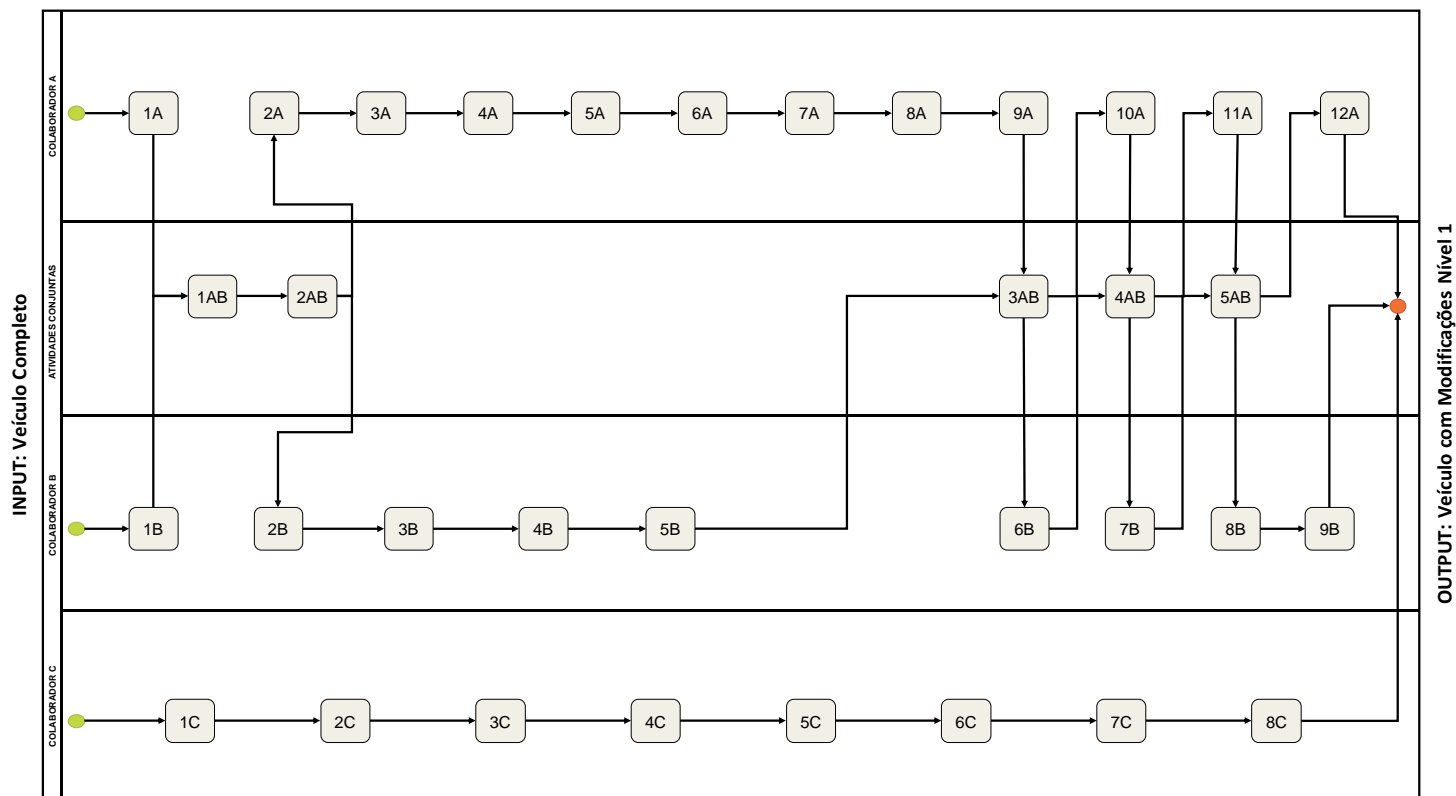 INPUT: Veículo Completo
COLABORADOR A
1A
2A
3A
4A
5A
6A
7A
8A
9A
10A
11A
12A
ATIVIDADES CONJUNTAS
1AB
2AB
3AB
4AB
5AB
COLABORADOR B
1B
2B
3B
4B
5B
6B
7B
8B
9B
COLABORADOR C
1C
2C
3C
4C
5C
6C
7C
8C
OUTPUT: Veículo com Modificações Nível 1